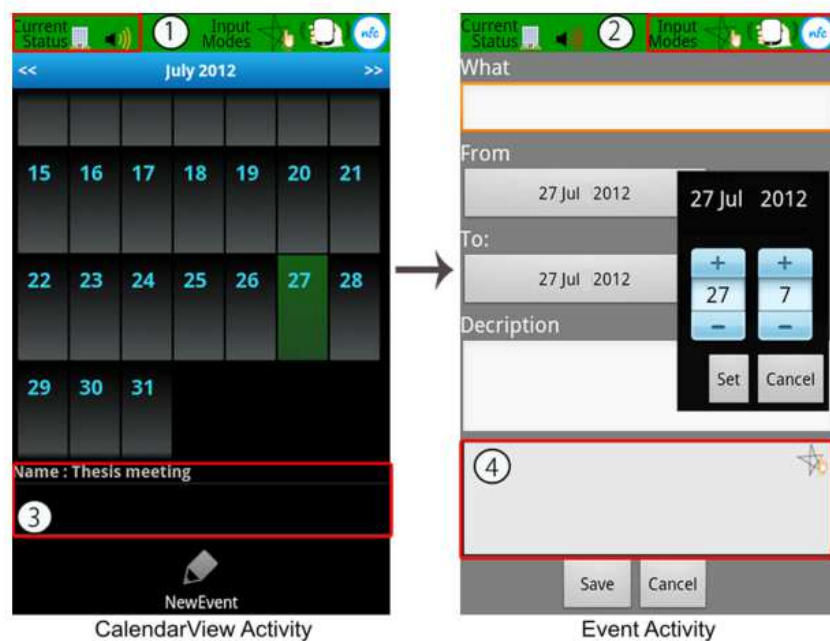 Current
Status
1
Input
Modes
nfc
<< July 2012 >>
15 16 17 18 19 20 21
22 23 24 25 26 27 28
29 30 31
Name : Thesis meeting
3
NewEvent
CalendarView Activity
Current
Status
2
Input
Modes
nfc
What
From
27 Jul 2012
To:
27 Jul 2012
Decription
27 Jul 2012
+ +
27 7
− −
Set Cancel
4
Save Cancel
Event Activity